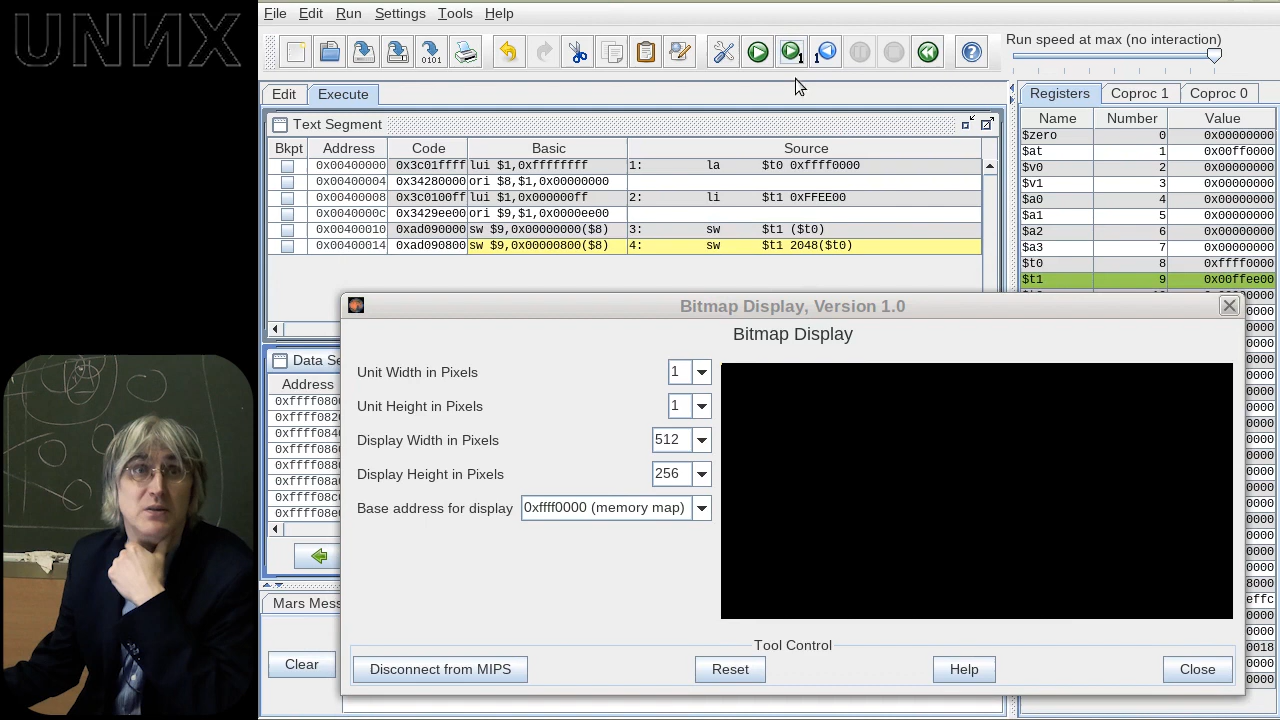 UNИX
File Edit Run Settings Tools Help
Run speed at max (no interaction)
Edit Execute
Registers Coproc 1 Coproc 0
Text Segment
Name Number Value
Bkpt Address Code Basic Source
0x00400000 0x3c01ffff lui $1,0xffffffff 1: la $t0 0xffff0000
0x00400004 0x34280000 ori $8,$1,0x00000000
0x00400008 0x3c0100ff lui $1,0x000000ff 2: li $t1 0xFFEE00
0x0040000c 0x3429ee00 ori $9,$1,0x0000ee00
0x00400010 0xad090000 sw $9,0x00000000($8) 3: sw $t1 ($t0)
0x00400014 0xad090800 sw $9,0x00000800($8) 4: sw $t1 2048($t0)
$zero 0 0x00000000
$at 1 0x00ff0000
$v0 2 0x00000000
$v1 3 0x00000000
$a0 4 0x00000000
$a1 5 0x00000000
$a2 6 0x00000000
$a3 7 0x00000000
$t0 8 0xffff0000
$t1 9 0x00ffee00
Data Se
Address
0xffff080
0xffff082
0xffff084
0xffff086
0xffff088
0xffff08a
0xffff08c
0xffff08e
Mars Mess
Clear
Bitmap Display, Version 1.0
Bitmap Display
Unit Width in Pixels 1
Unit Height in Pixels 1
Display Width in Pixels 512
Display Height in Pixels 256
Base address for display 0xffff0000 (memory map)
Tool Control
Disconnect from MIPS Reset Help Close